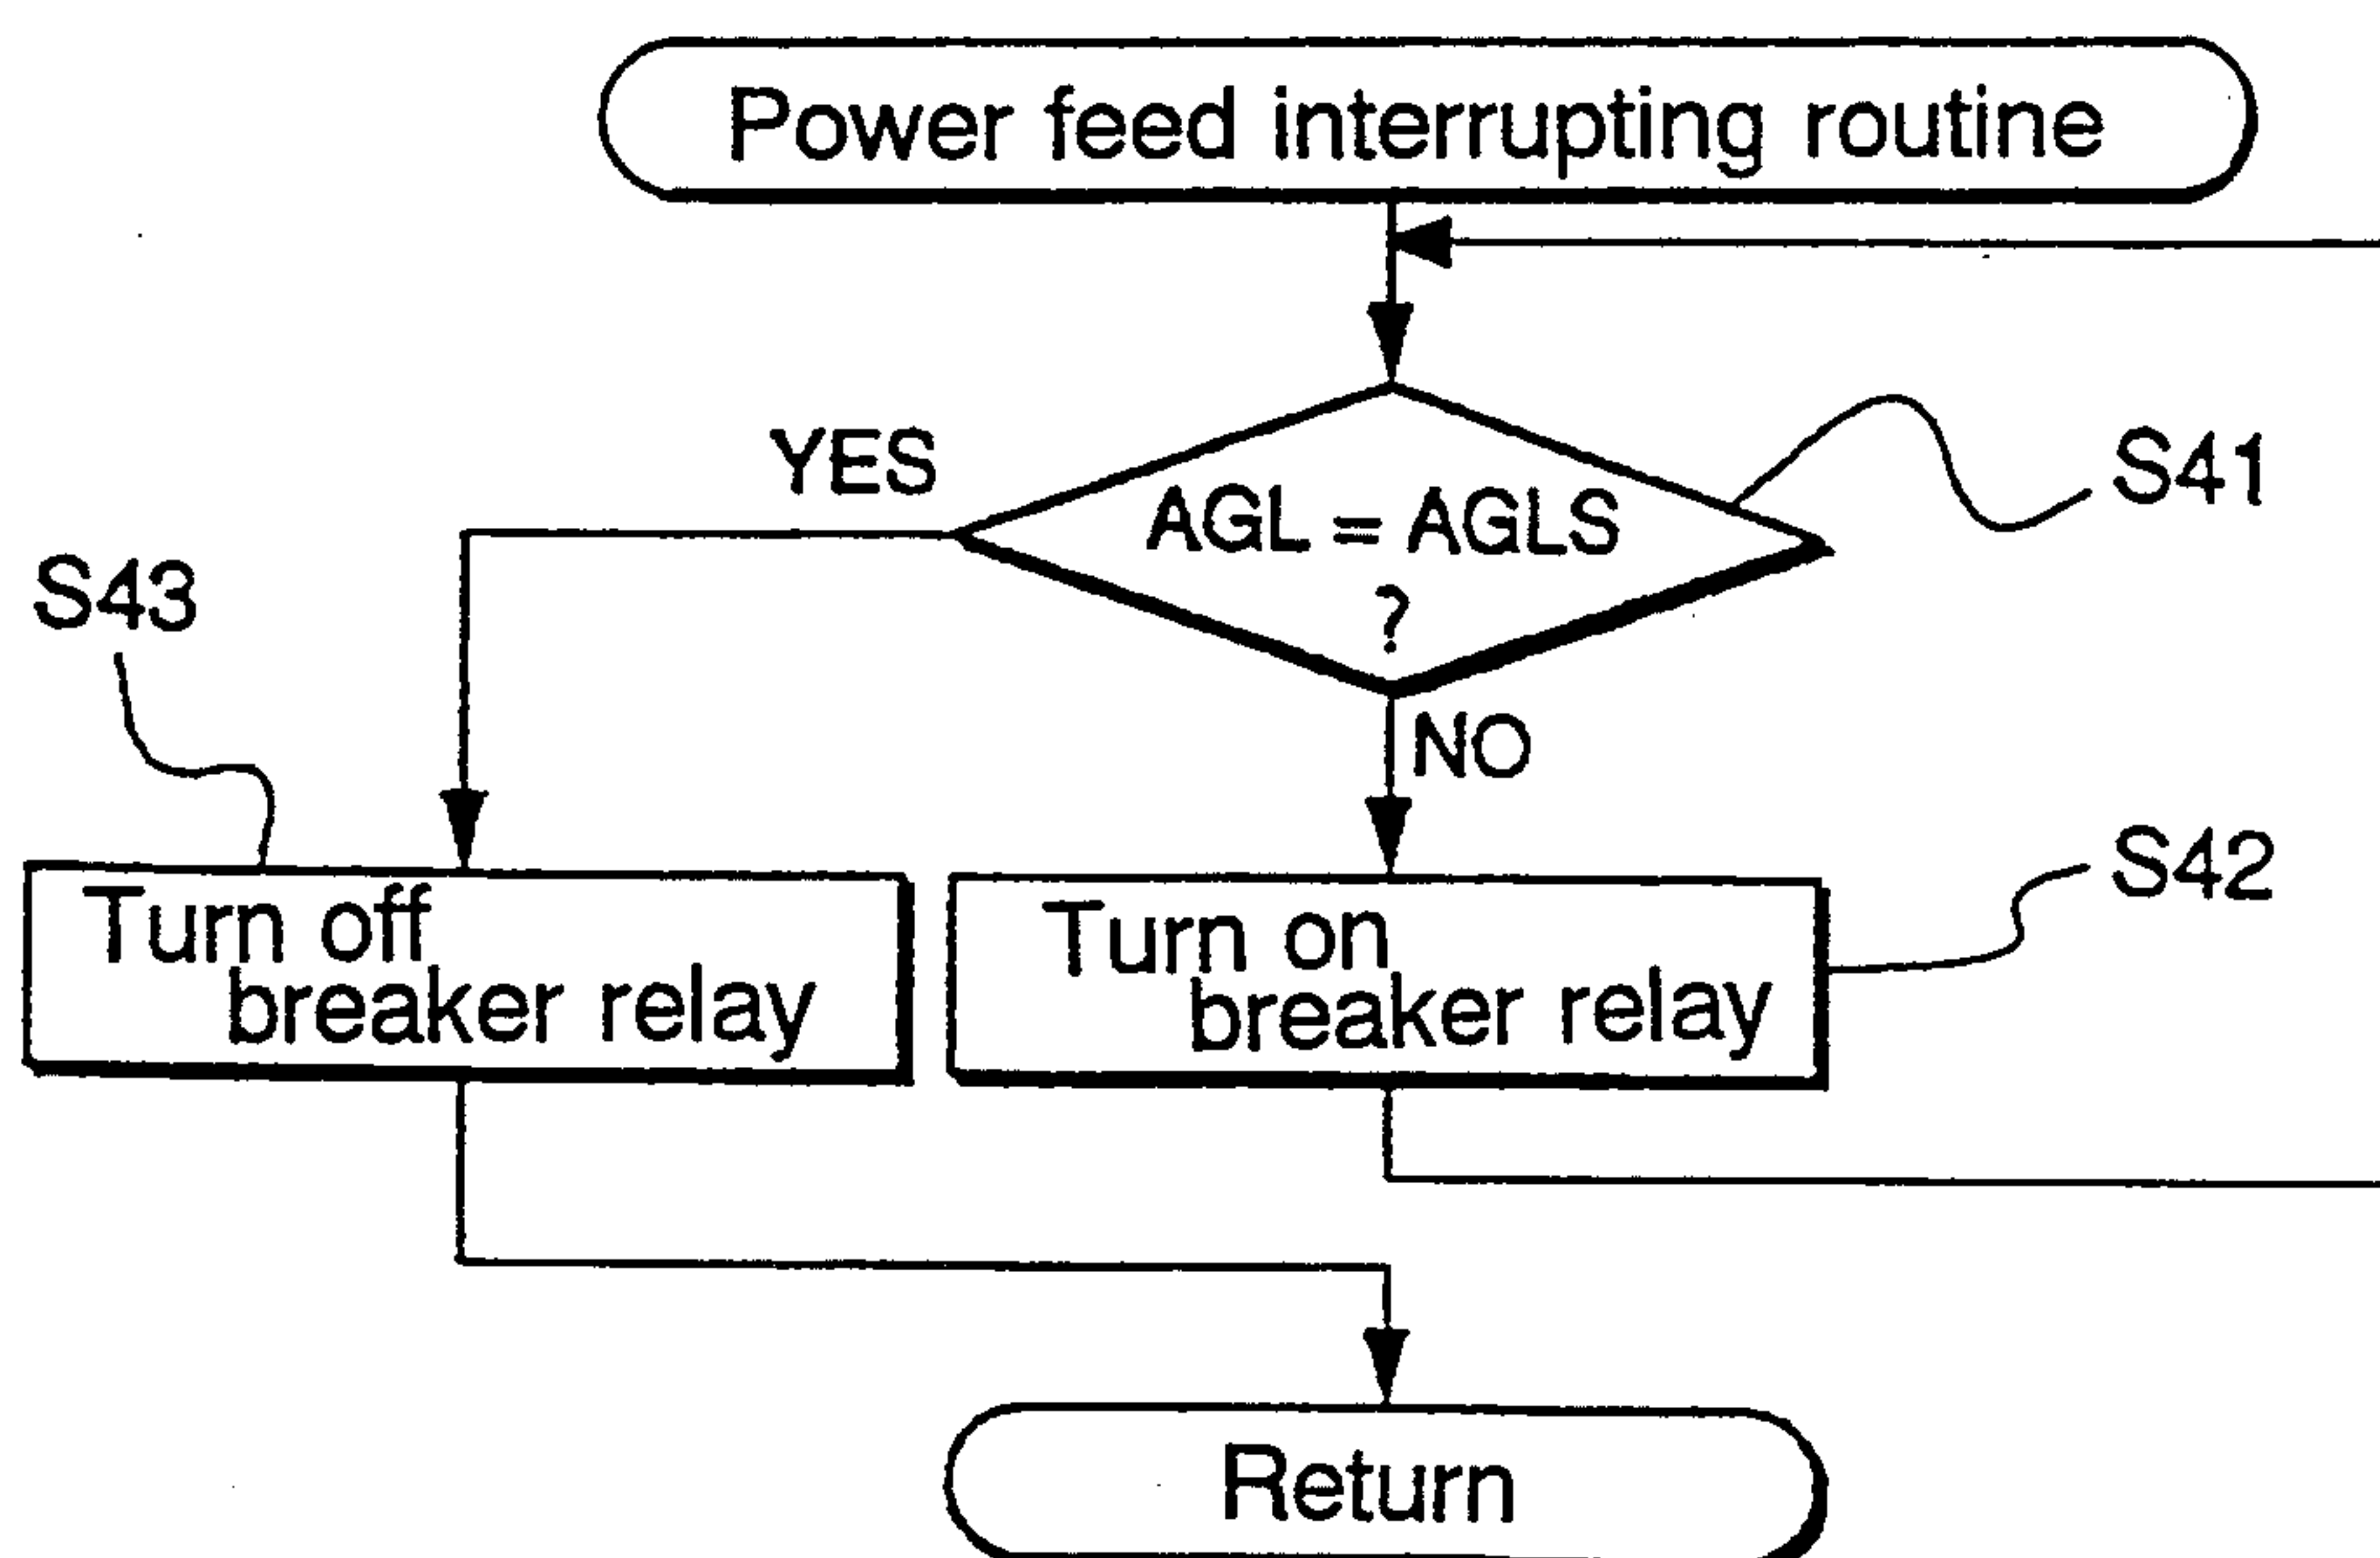 Power feed interrupting routine
YES
AGL = AGLS
?
S41
S43
NO
S42
Turn off
breaker relay
Turn on
breaker relay
Return